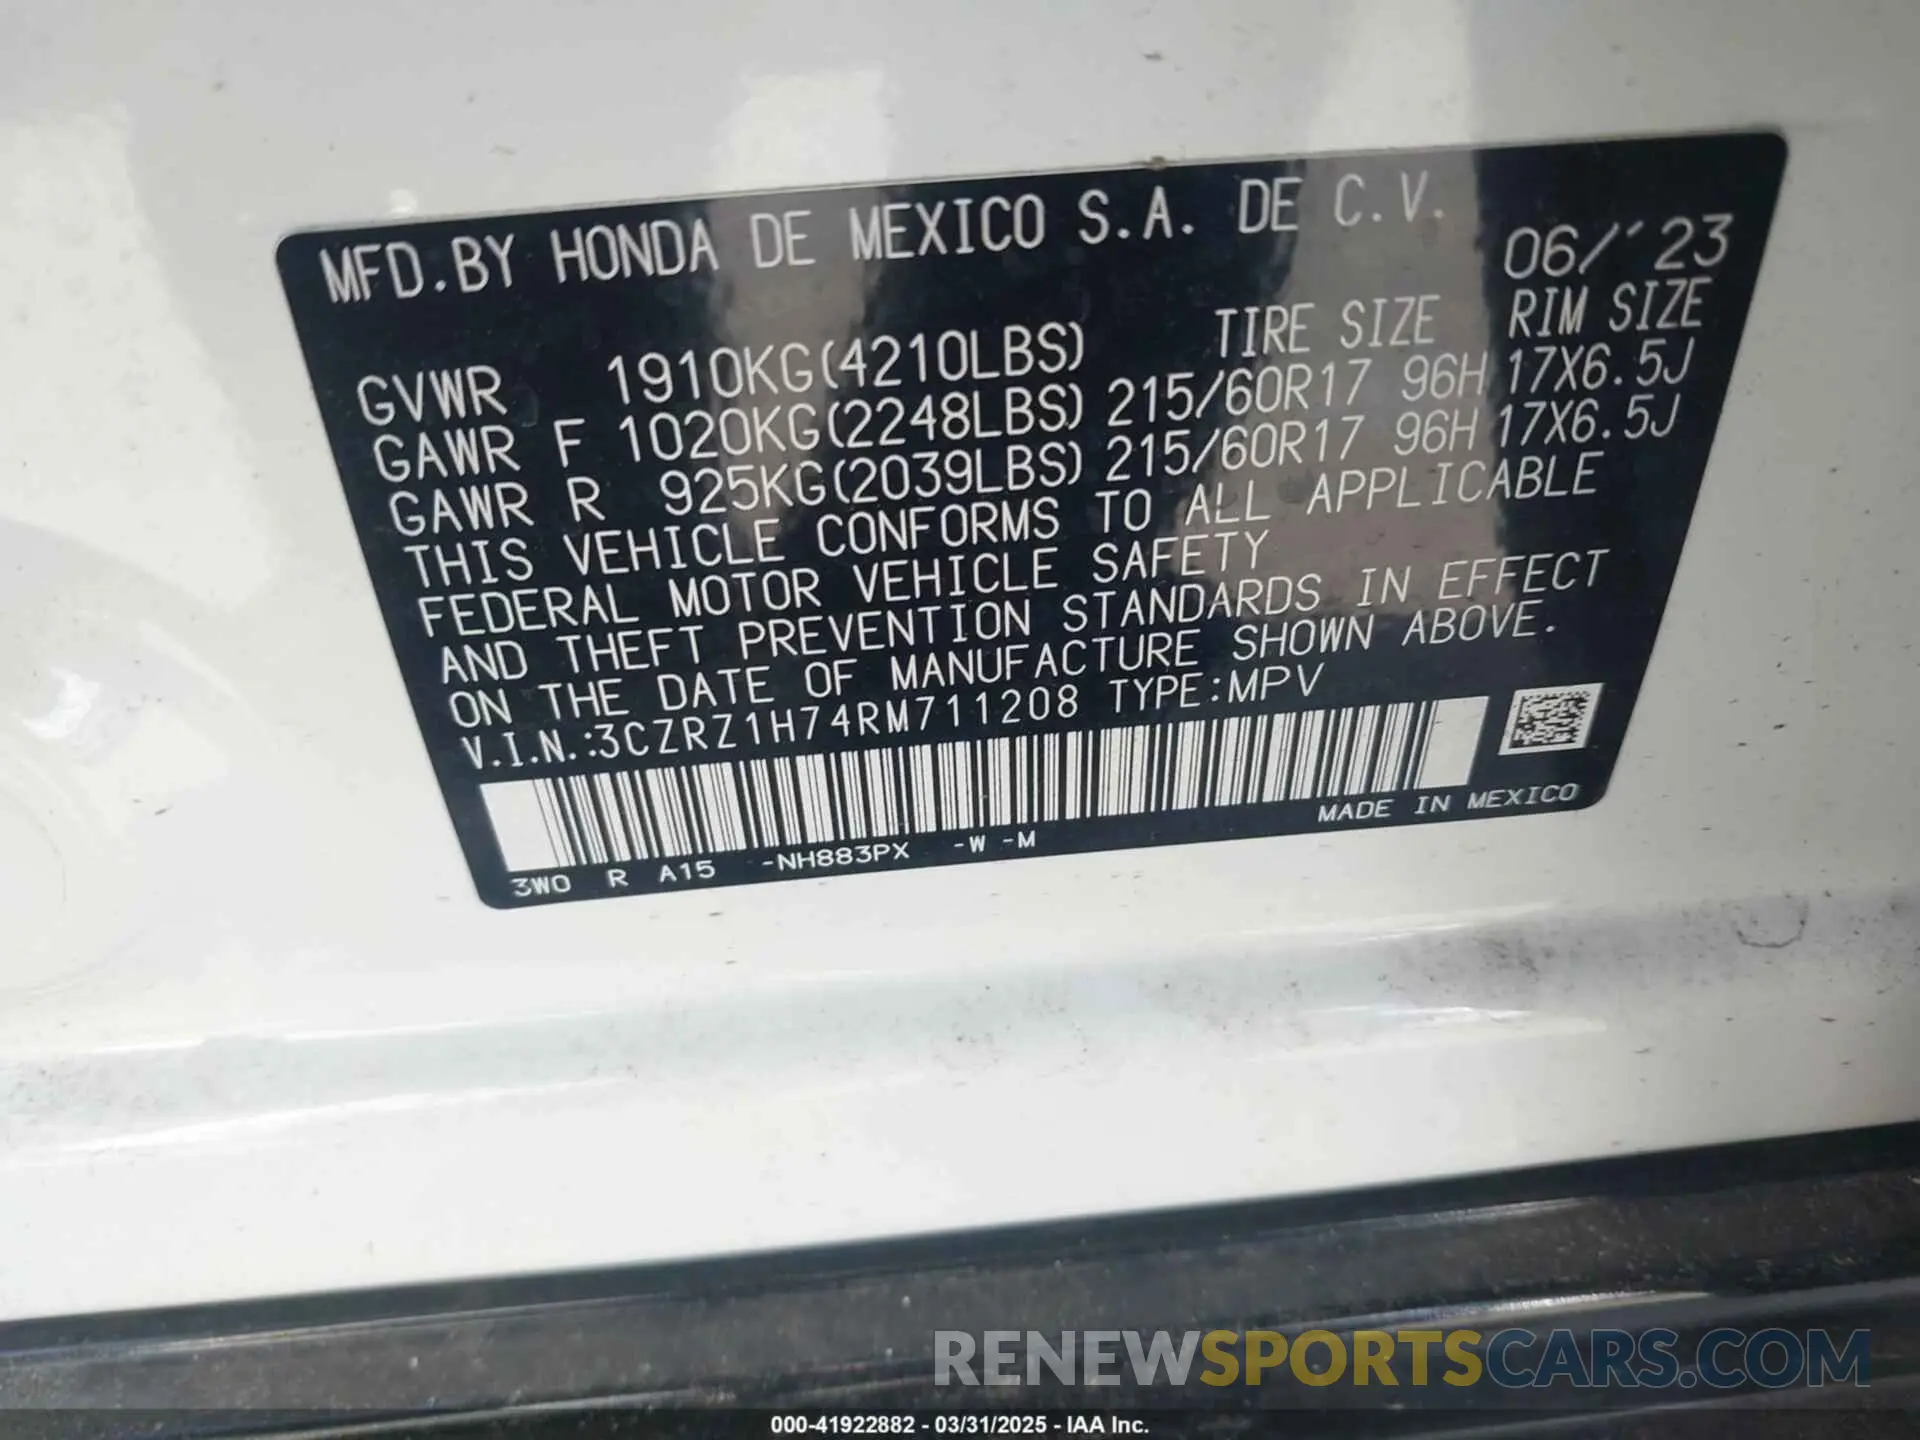 MFD.BY HONDA DE MEXICO S.A. DE C.V.
06/'23
TIRE SIZE RIM SIZE
GVWR 1910KG(4210LBS)
GAWR F 1020KG(2248LBS) 215/60R17 96H 17X6.5J
GAWR R 925KG(2039LBS) 215/60R17 96H 17X6.5J
THIS VEHICLE CONFORMS TO ALL APPLICABLE
FEDERAL MOTOR VEHICLE SAFETY
AND THEFT PREVENTION STANDARDS IN EFFECT
ON THE DATE OF MANUFACTURE SHOWN ABOVE.
V.I.N.:3CZRZ1H74RM711208 TYPE:MPV
MADE IN MEXICO
3W0 R A15 -NH883PX -W -M
RENEWSPORTSCARS.COM
000-41922882 - 03/31/2025 - IAA Inc.